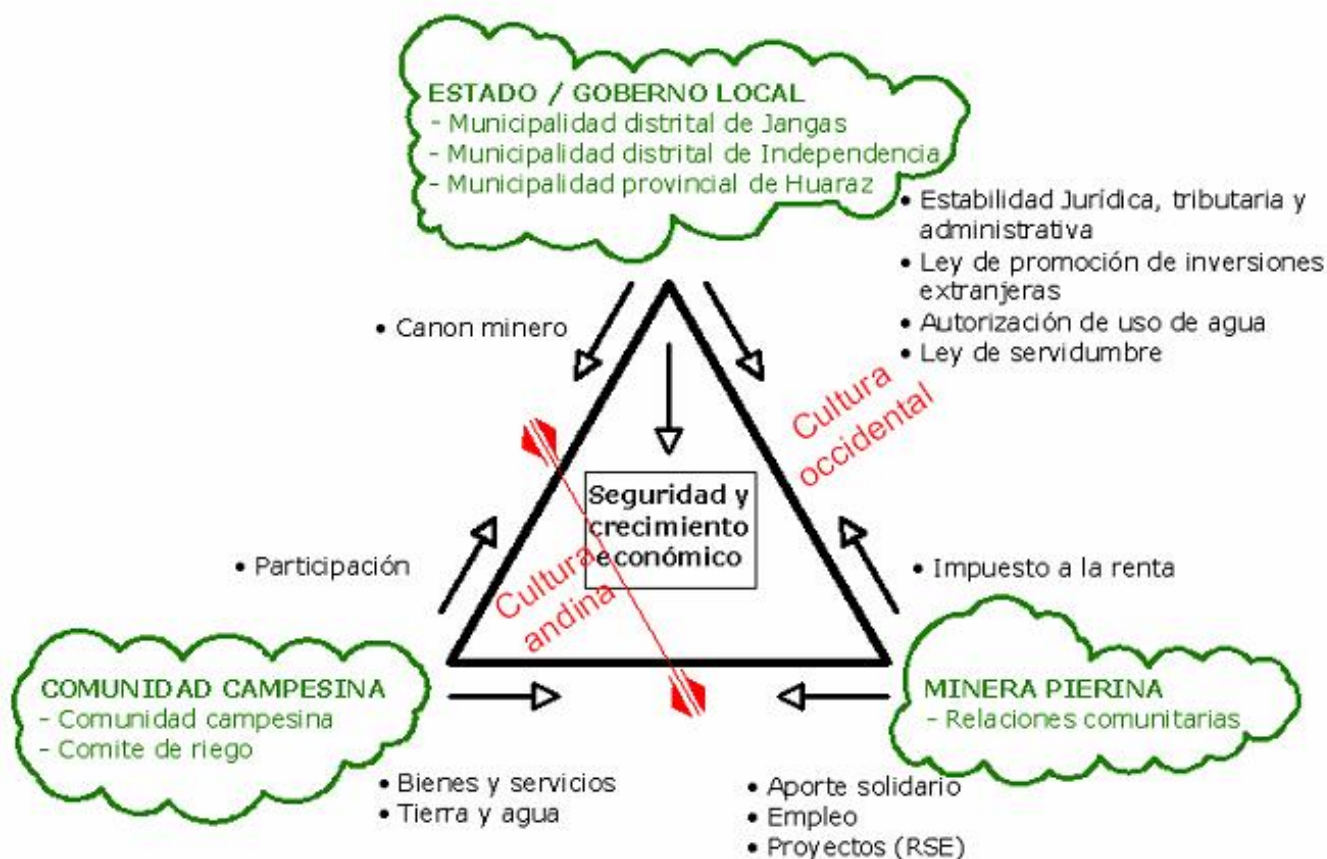 ESTADO / GOBERNO LOCAL
- Municipalidad distrital de Jangas
- Municipalidad distrital de Independencia
- Municipalidad provincial de Huaraz
• Estabilidad Jurídica, tributaria y
administrativa
• Ley de promoción de inversiones
extranjeras
• Autorización de uso de agua
• Ley de servidumbre
• Canon minero
Cultura
occidental
Seguridad y
crecimiento
económico
Cultura
andina
• Participación
• Impuesto a la renta
COMUNIDAD CAMPESINA
- Comunidad campesina
- Comite de riego
MINERA PIERINA
- Relaciones comunitarias
• Bienes y servicios
• Tierra y agua
• Aporte solidario
• Empleo
• Proyectos (RSE)